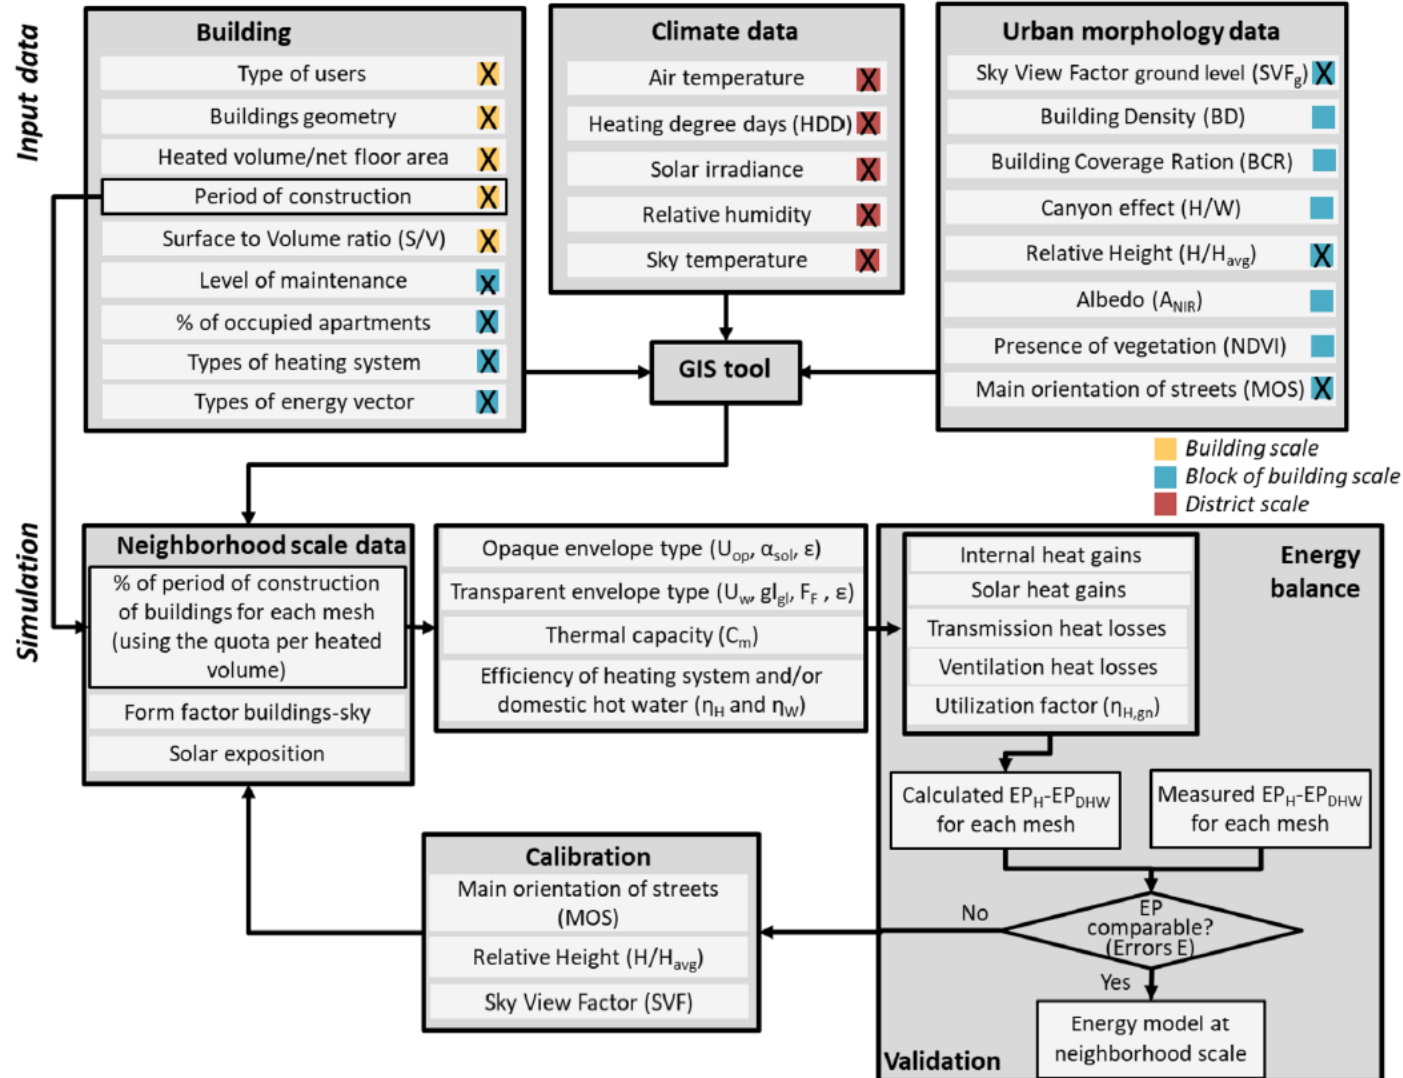 Input data
Building
Type of users X
Buildings geometry X
Heated volume/net floor area X
Period of construction X
Surface to Volume ratio (S/V) X
Level of maintenance X
% of occupied apartments X
Types of heating system X
Types of energy vector X
Climate data
Air temperature X
Heating degree days (HDD) X
Solar irradiance X
Relative humidity X
Sky temperature X
Urban morphology data
Sky View Factor ground level (SVFg) X
Building Density (BD)
Building Coverage Ration (BCR)
Canyon effect (H/W)
Relative Height (H/Havg) X
Albedo (ANIR)
Presence of vegetation (NDVI)
Main orientation of streets (MOS) X
GIS tool
Building scale
Block of building scale
District scale
Simulation
Neighborhood scale data
% of period of construction
of buildings for each mesh
(using the quota per heated
volume)
Form factor buildings-sky
Solar exposition
Opaque envelope type (Uop, αsol, ε)
Transparent envelope type (Uw, glgl, FF , ε)
Thermal capacity (Cm)
Efficiency of heating system and/or
domestic hot water (ηH and ηW)
Energy
balance
Internal heat gains
Solar heat gains
Transmission heat losses
Ventilation heat losses
Utilization factor (ηH,gn)
Calculated EPH-EPDHW
for each mesh
Measured EPH-EPDHW
for each mesh
EP
comparable?
(Errors E)
No
Yes
Energy model at
neighborhood scale
Validation
Calibration
Main orientation of streets
(MOS)
Relative Height (H/Havg)
Sky View Factor (SVF)